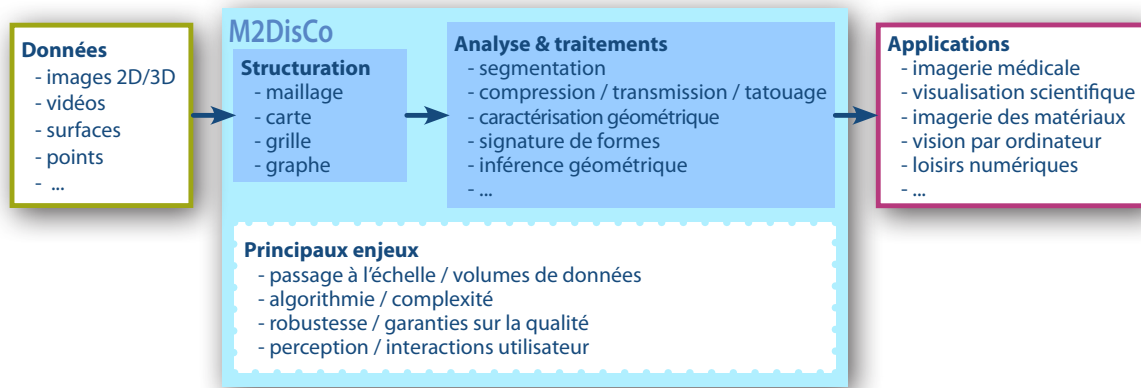 Données
- images 2D/3D
- vidéos
- surfaces
- points
- ...
M2DisCo
Structuration
- maillage
- carte
- grille
- graphe
Analyse & traitements
- segmentation
- compression / transmission / tatouage
- caractérisation géométrique
- signature de formes
- inférence géométrique
- ...
Principaux enjeux
- passage à l’échelle / volumes de données
- algorithmie / complexité
- robustesse / garanties sur la qualité
- perception / interactions utilisateur
Applications
- imagerie médicale
- visualisation scientifique
- imagerie des matériaux
- vision par ordinateur
- loisirs numériques
- ...